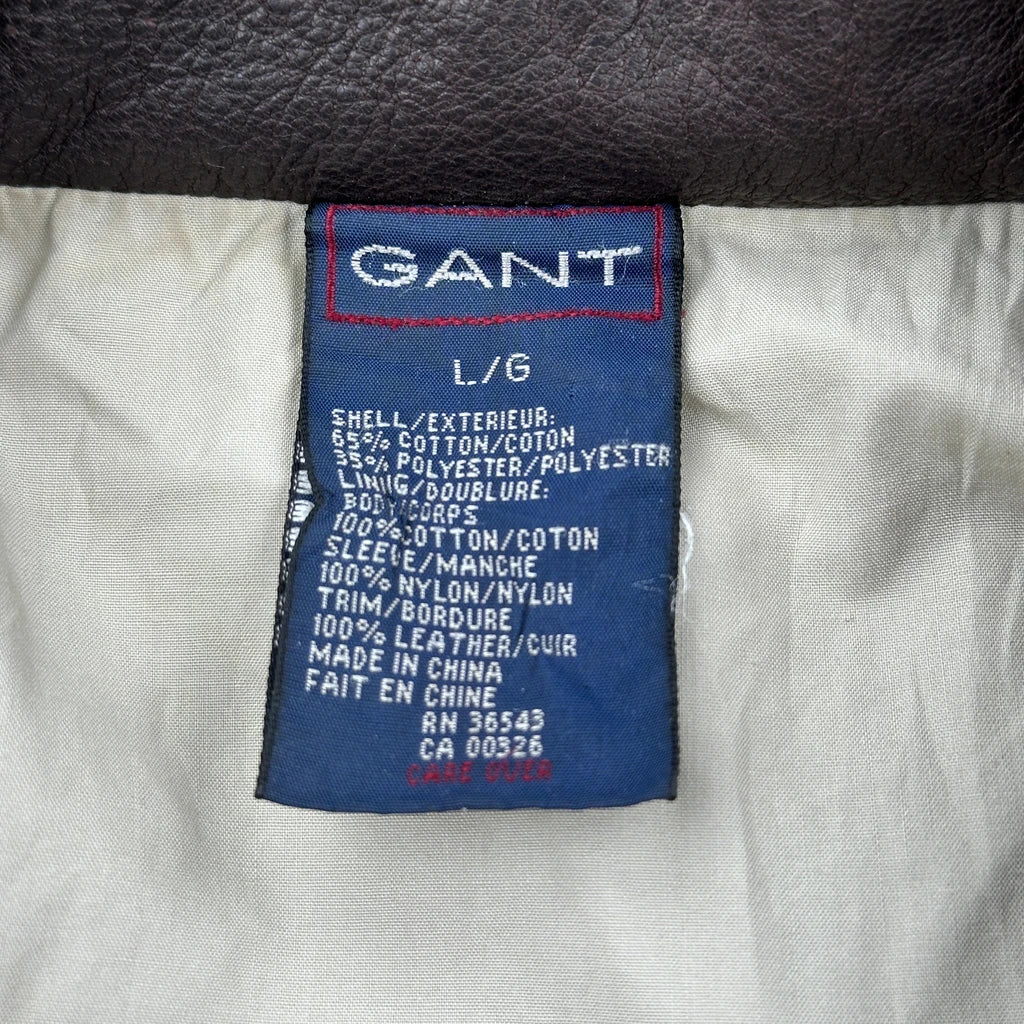 GANT
L/G
SHELL/EXTERIEUR:
65% COTTON/COTON
35% POLYESTER/POLYESTER
LINING/DOUBLURE:
BODY/CORPS
100% COTTON/COTON
SLEEVE/MANCHE
100% NYLON/NYLON
TRIM/BORDURE
100% LEATHER/CUIR
MADE IN CHINA
FAIT EN CHINE
RN 36543
CA 00326
CARE OVER